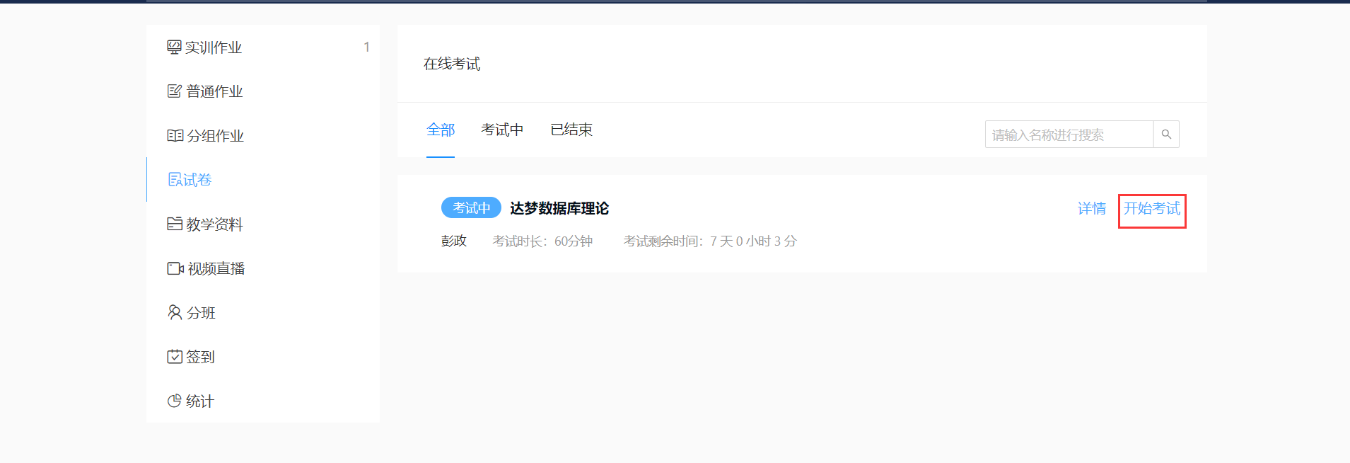 实训作业 1
普通作业
分组作业
试卷
教学资料
视频直播
分班
签到
统计
在线考试
全部 考试中 已结束
请输入名称进行搜索
考试中 达梦数据库理论 详情 开始考试
彭政 考试时长：60分钟 考试剩余时间：7 天 0 小时 3 分